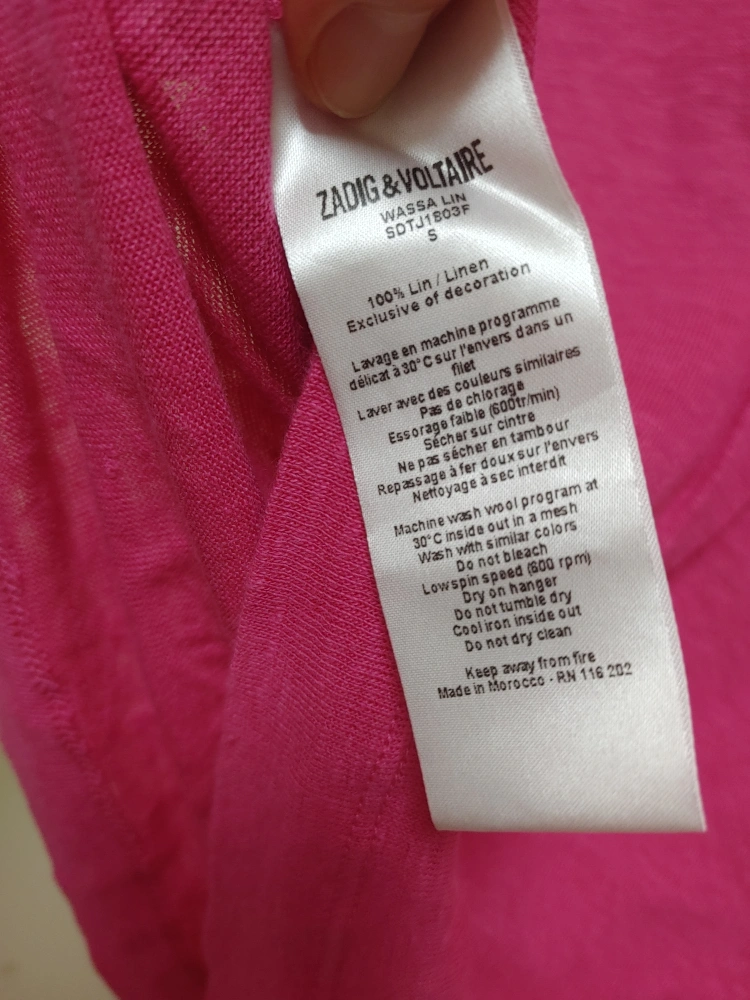 ZADIG & VOLTAIRE
WASSA LIN
SDTJ1803F
S
100% Lin / Linen
Exclusive of decoration
Lavage en machine programme
délicat à 30°C sur l'envers dans un
filet
Laver avec des couleurs similaires
Pas de chlorage
Essorage faible (600tr/min)
Sécher sur cintre
Ne pas sécher en tambour
Repassage à fer doux sur l'envers
Nettoyage à sec interdit
Machine wash wool program at
30°C inside out in a mesh
Wash with similar colors
Do not bleach
Low spin speed (600 rpm)
Dry on hanger
Do not tumble dry
Cool iron inside out
Do not dry clean
Keep away from fire
Made in Morocco - RN 116 202